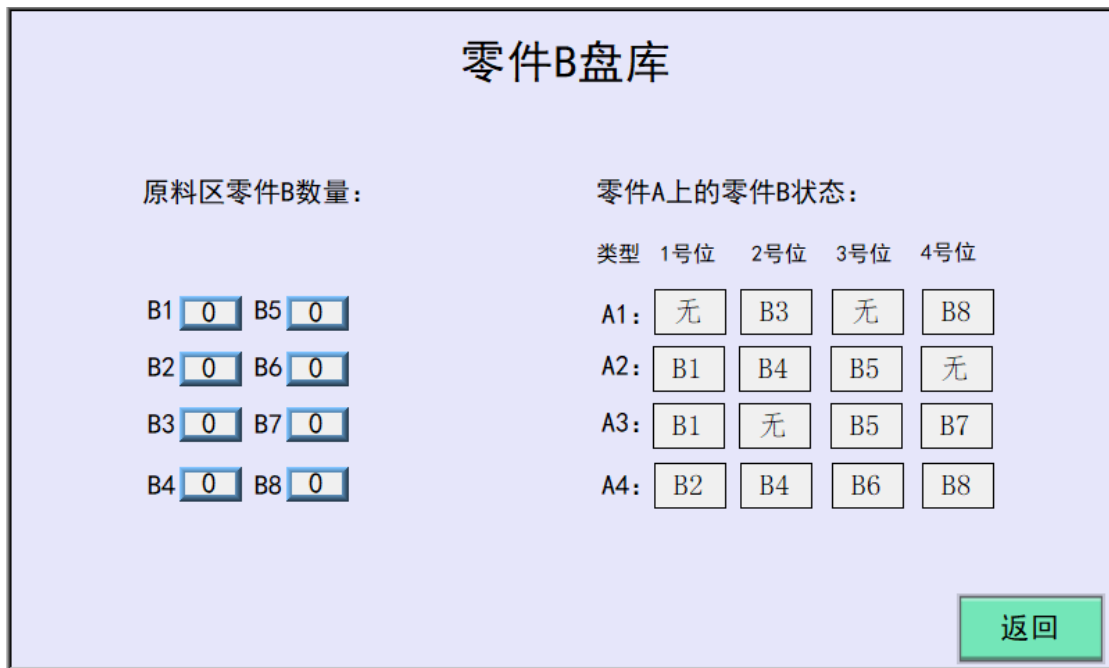 零件B盘库
原料区零件B数量： 零件A上的零件B状态：
类型 1号位 2号位 3号位 4号位
B1 0 B5 0 A1： 无 B3 无 B8
B2 0 B6 0 A2： B1 B4 B5 无
B3 0 B7 0 A3： B1 无 B5 B7
B4 0 B8 0 A4： B2 B4 B6 B8
返回